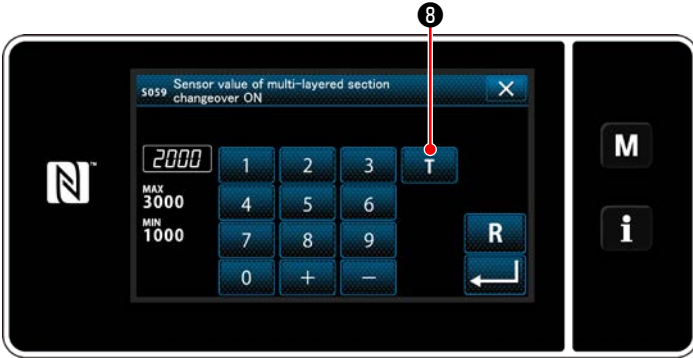 8
S059 Sensor value of multi-layered section
changeover ON
X
2000 1 2 3 T
MAX
3000 4 5 6
MIN
1000 7 8 9 R
0 + −
N™
M
i